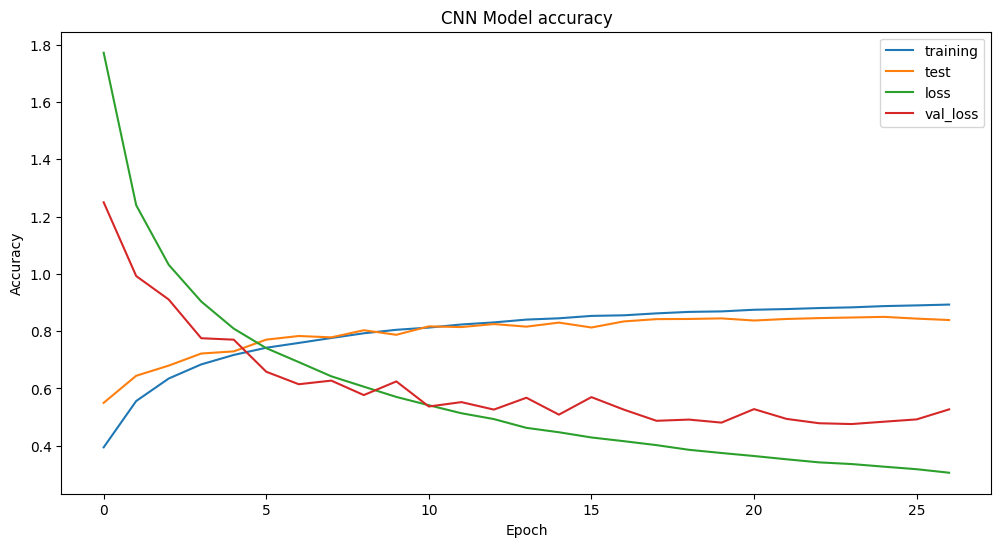 CNN Model accuracy
training
test
loss
val_loss
Accuracy
1.8
1.6
1.4
1.2
1.0
0.8
0.6
0.4
0 5 10 15 20 25
Epoch